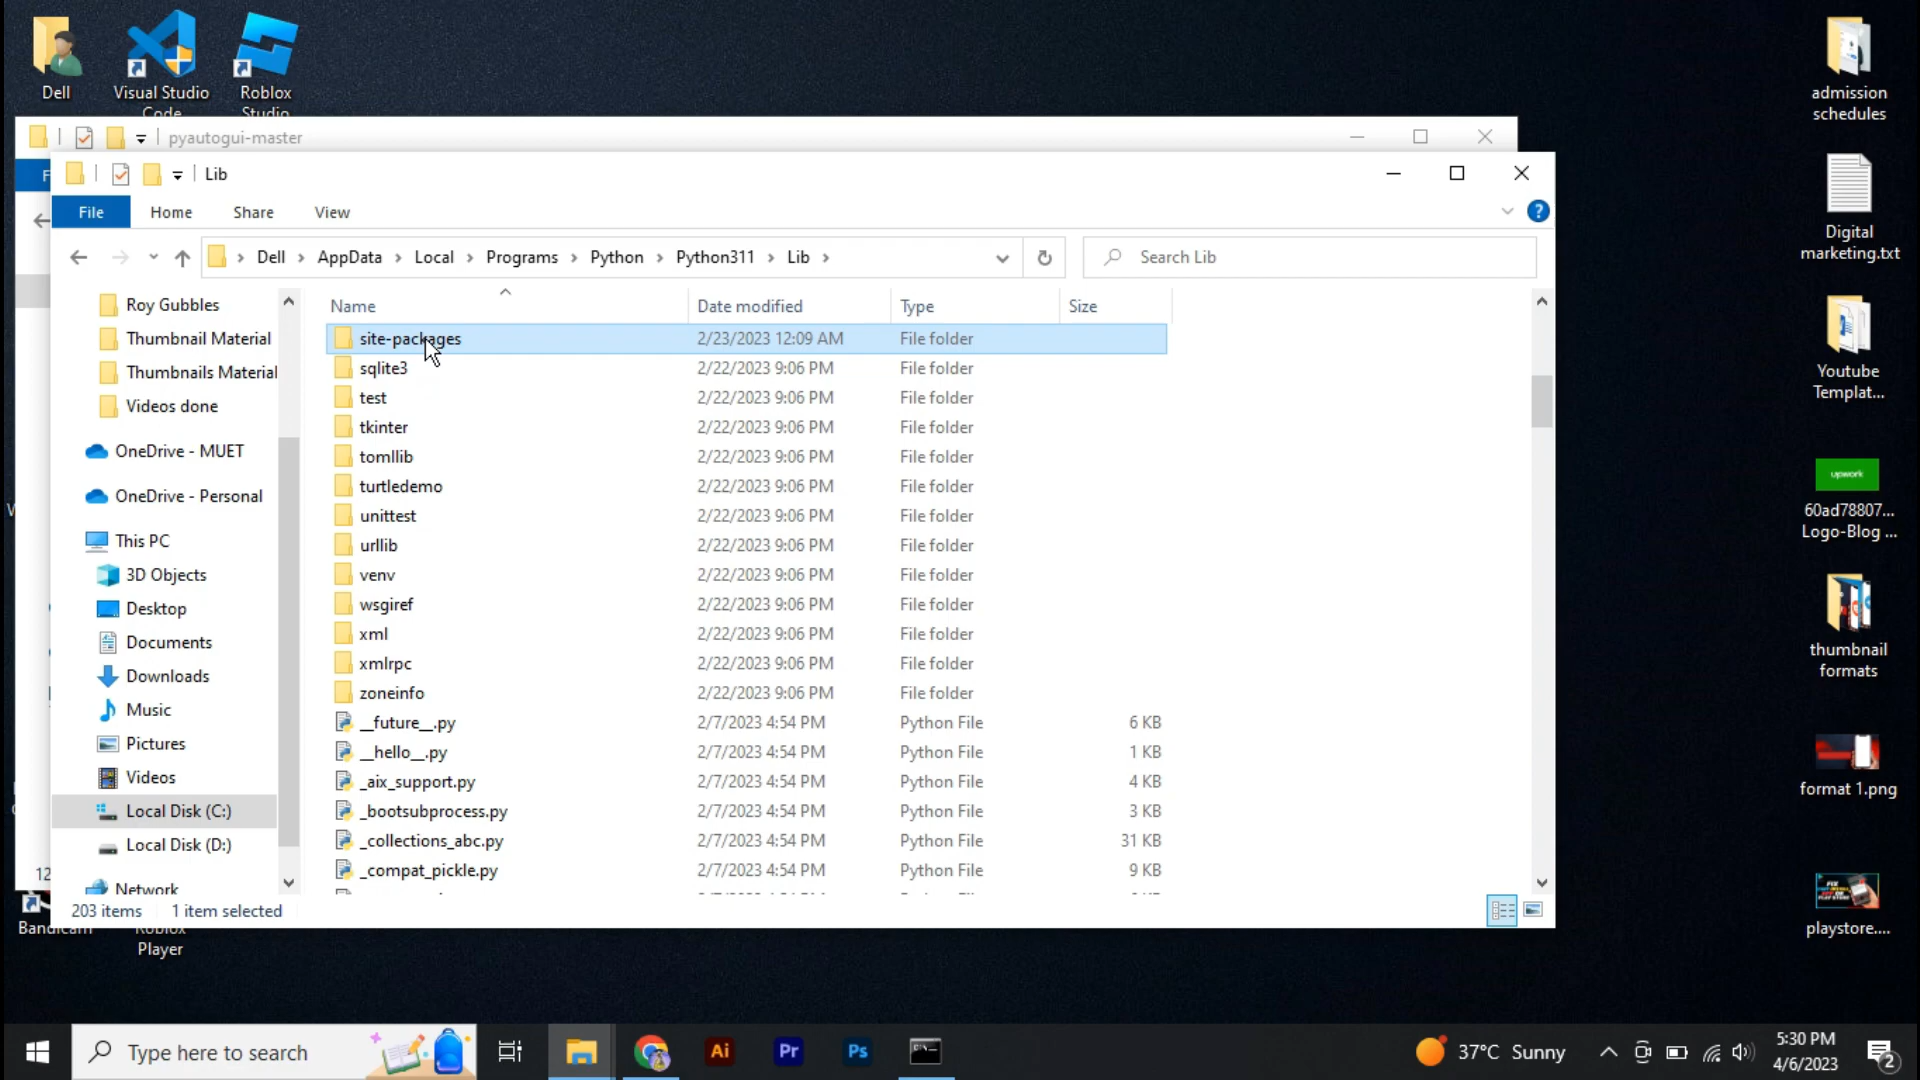 Dell
Visual Studio
Code
Roblox
Studio
admission
schedules
Digital
marketing.txt
Youtube
Templat...
upwork
60ad78807...
Logo-Blog ...
thumbnail
formats
format 1.png
playstore....
pyautogui-master
Lib
File
Home
Share
View
Dell
AppData
Local
Programs
Python
Python311
Lib
Search Lib
Roy Gubbles
Thumbnail Material
Thumbnails Material
Videos done
OneDrive - MUET
OneDrive - Personal
This PC
3D Objects
Desktop
Documents
Downloads
Music
Pictures
Videos
Local Disk (C:)
Local Disk (D:)
Network
Name Date modified Type Size
site-packages 2/23/2023 12:09 AM File folder
sqlite3 2/22/2023 9:06 PM File folder
test 2/22/2023 9:06 PM File folder
tkinter 2/22/2023 9:06 PM File folder
tomllib 2/22/2023 9:06 PM File folder
turtledemo 2/22/2023 9:06 PM File folder
unittest 2/22/2023 9:06 PM File folder
urllib 2/22/2023 9:06 PM File folder
venv 2/22/2023 9:06 PM File folder
wsgiref 2/22/2023 9:06 PM File folder
xml 2/22/2023 9:06 PM File folder
xmlrpc 2/22/2023 9:06 PM File folder
zoneinfo 2/22/2023 9:06 PM File folder
__future__.py 2/7/2023 4:54 PM Python File 6 KB
__hello__.py 2/7/2023 4:54 PM Python File 1 KB
_aix_support.py 2/7/2023 4:54 PM Python File 4 KB
_bootsubprocess.py 2/7/2023 4:54 PM Python File 3 KB
_collections_abc.py 2/7/2023 4:54 PM Python File 31 KB
_compat_pickle.py 2/7/2023 4:54 PM Python File 9 KB
203 items 1 item selected
12
Bandicam
Roblox
Player
Type here to search
Ai
Pr
Ps
37°C Sunny
5:30 PM
4/6/2023
2